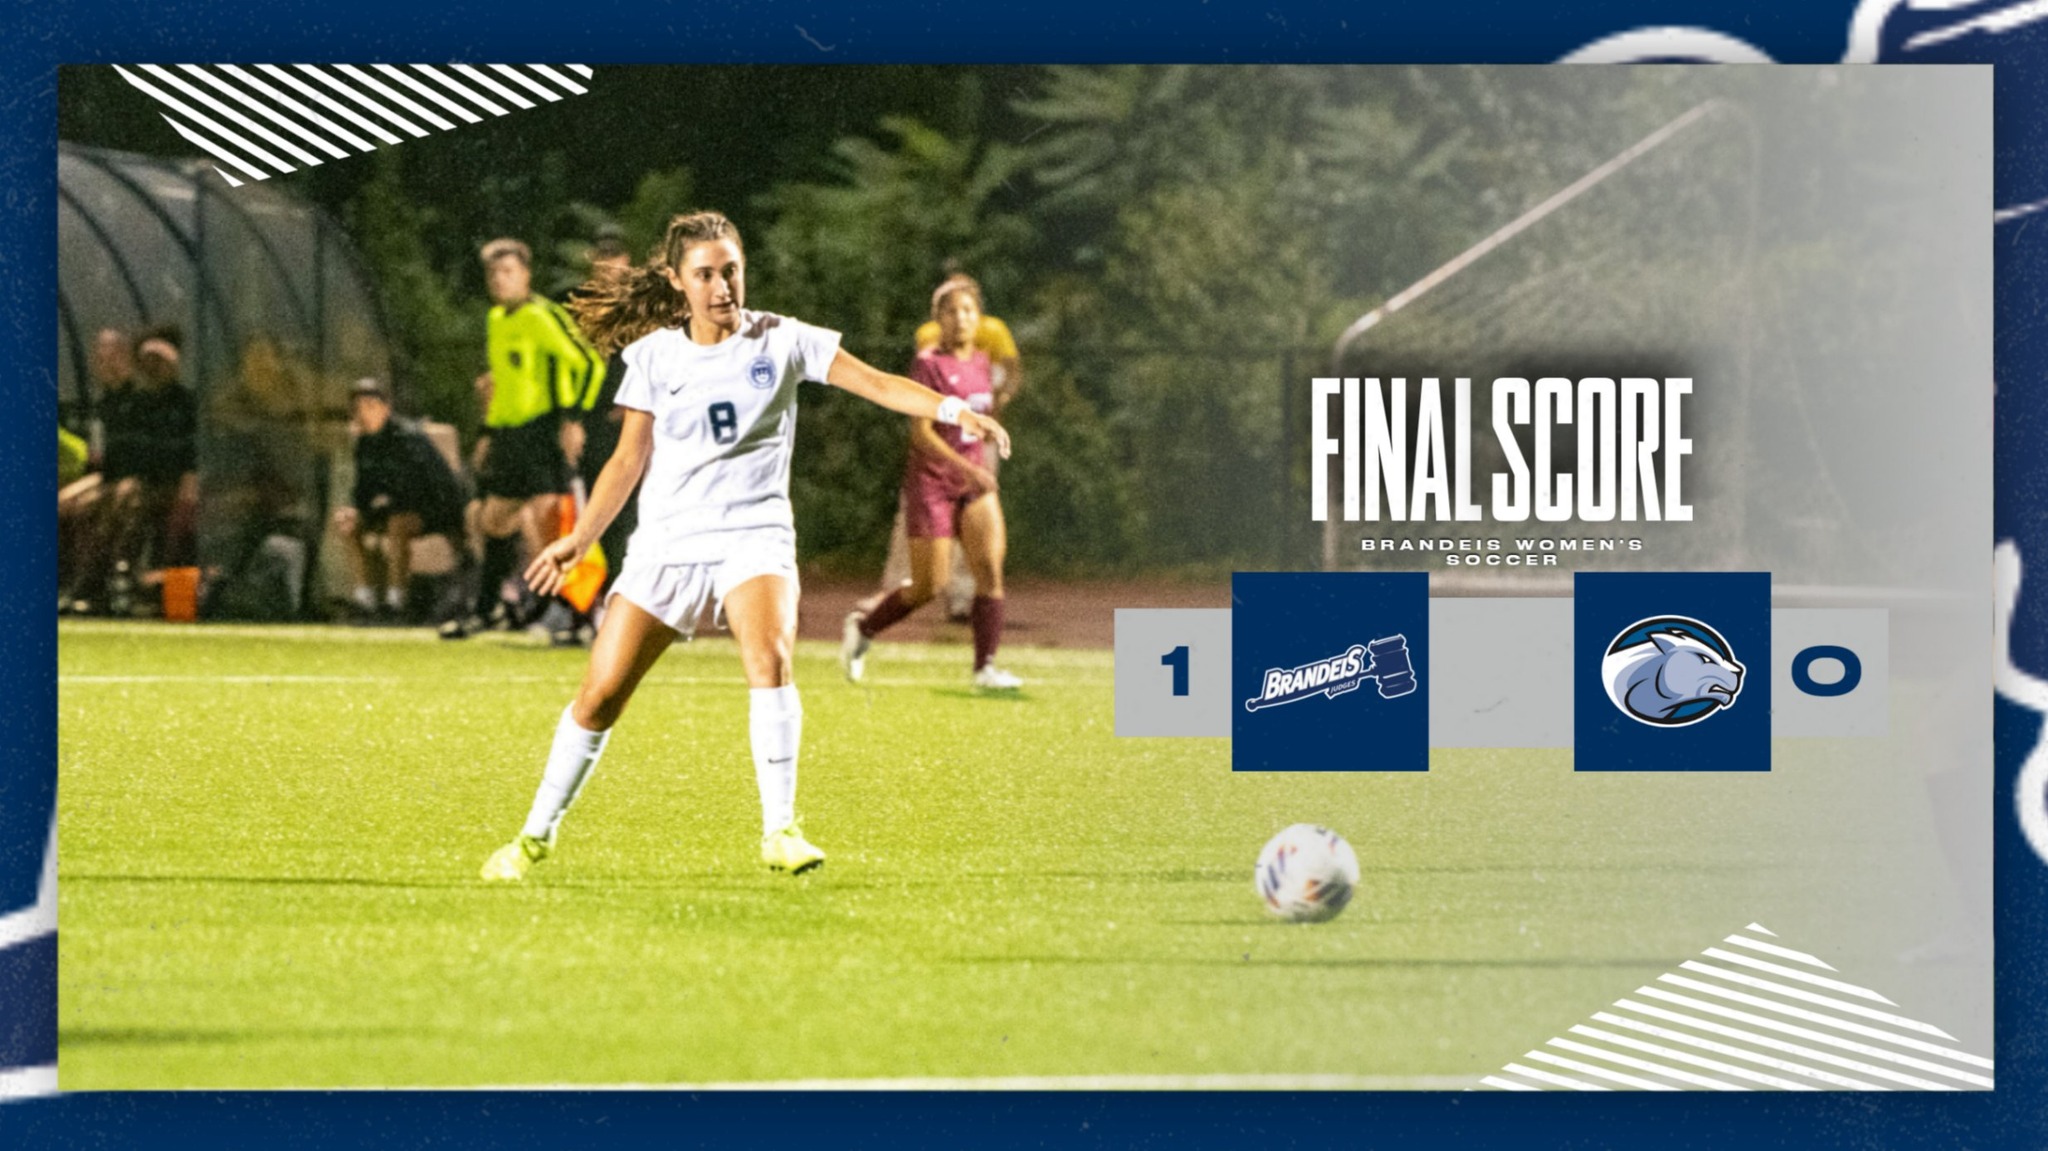 FINAL SCORE
BRANDEIS WOMEN'S
SOCCER
1
BRANDEIS
JUDGES
0
8